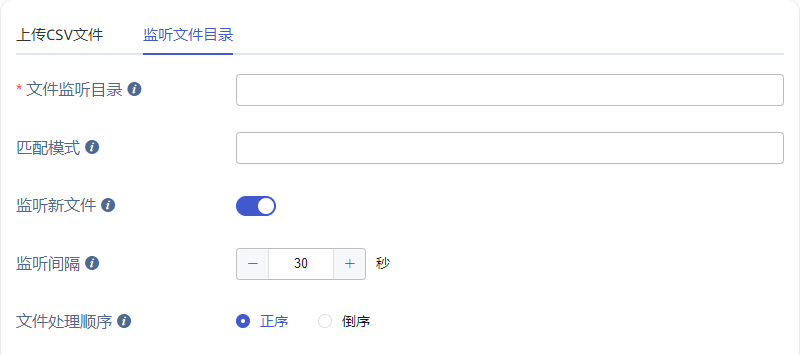 上传CSV文件 监听文件目录
* 文件监听目录
匹配模式
监听新文件
监听间隔 30 秒
文件处理顺序 正序 倒序